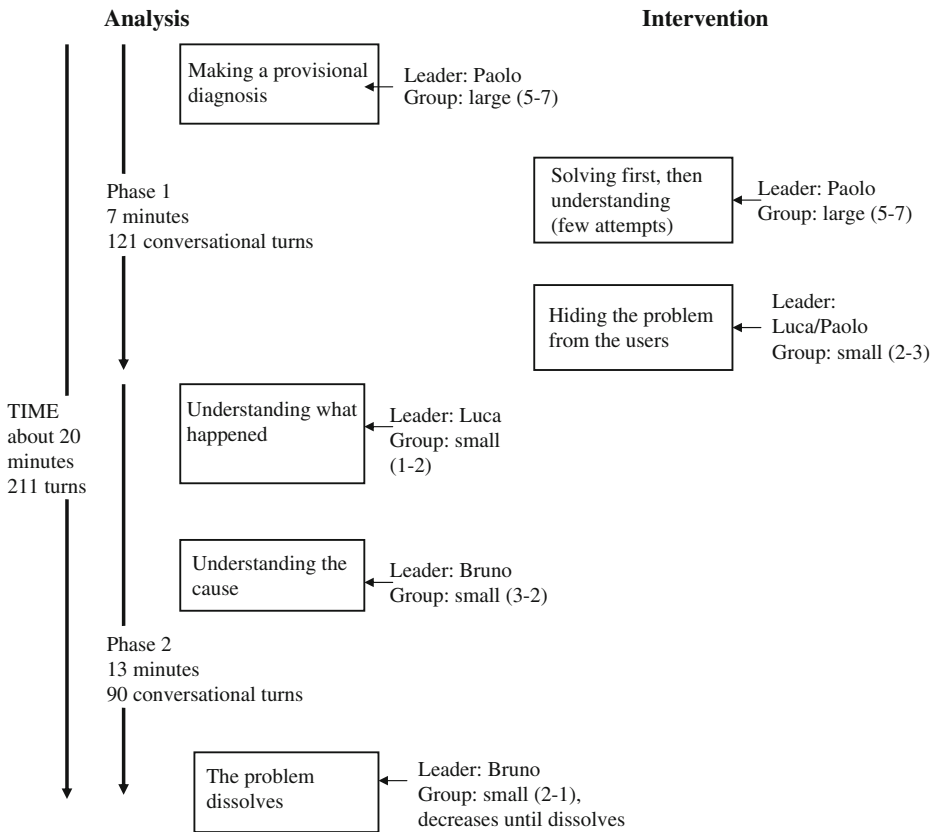 Analysis
Intervention
Making a provisional
diagnosis
Leader: Paolo
Group: large (5-7)
Phase 1
7 minutes
121 conversational turns
Solving first, then
understanding
(few attempts)
Leader: Paolo
Group: large (5-7)
Hiding the problem
from the users
Leader:
Luca/Paolo
Group: small (2-3)
TIME
about 20
minutes
211 turns
Understanding what
happened
Leader: Luca
Group: small
(1-2)
Understanding the
cause
Leader: Bruno
Group: small (3-2)
Phase 2
13 minutes
90 conversational turns
The problem
dissolves
Leader: Bruno
Group: small (2-1),
decreases until dissolves